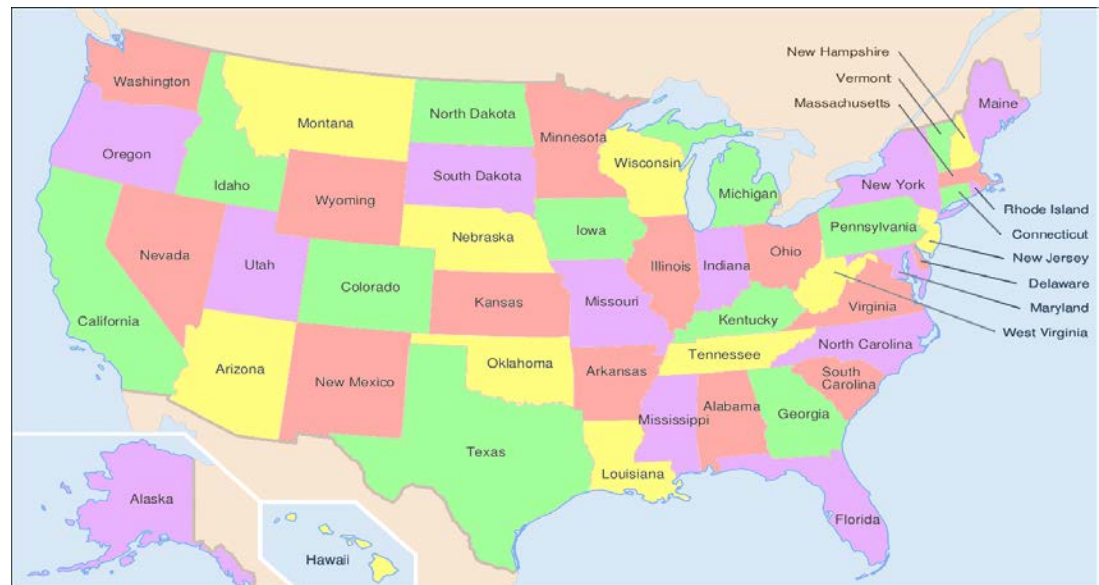 New Hampshire
Vermont
Massachusetts
Washington
Montana
North Dakota
Minnesota
Maine
Oregon
Idaho
South Dakota
Wisconsin
Michigan
New York
Wyoming
Rhode Island
Nebraska
Iowa
Pennsylvania
Connecticut
Nevada
Utah
Colorado
Illinois
Indiana
Ohio
New Jersey
Delaware
California
Kansas
Missouri
Kentucky
Virginia
Maryland
West Virginia
Arizona
New Mexico
Oklahoma
Arkansas
Tennessee
North Carolina
South
Carolina
Mississippi
Alabama
Georgia
Texas
Louisiana
Alaska
Florida
Hawaii